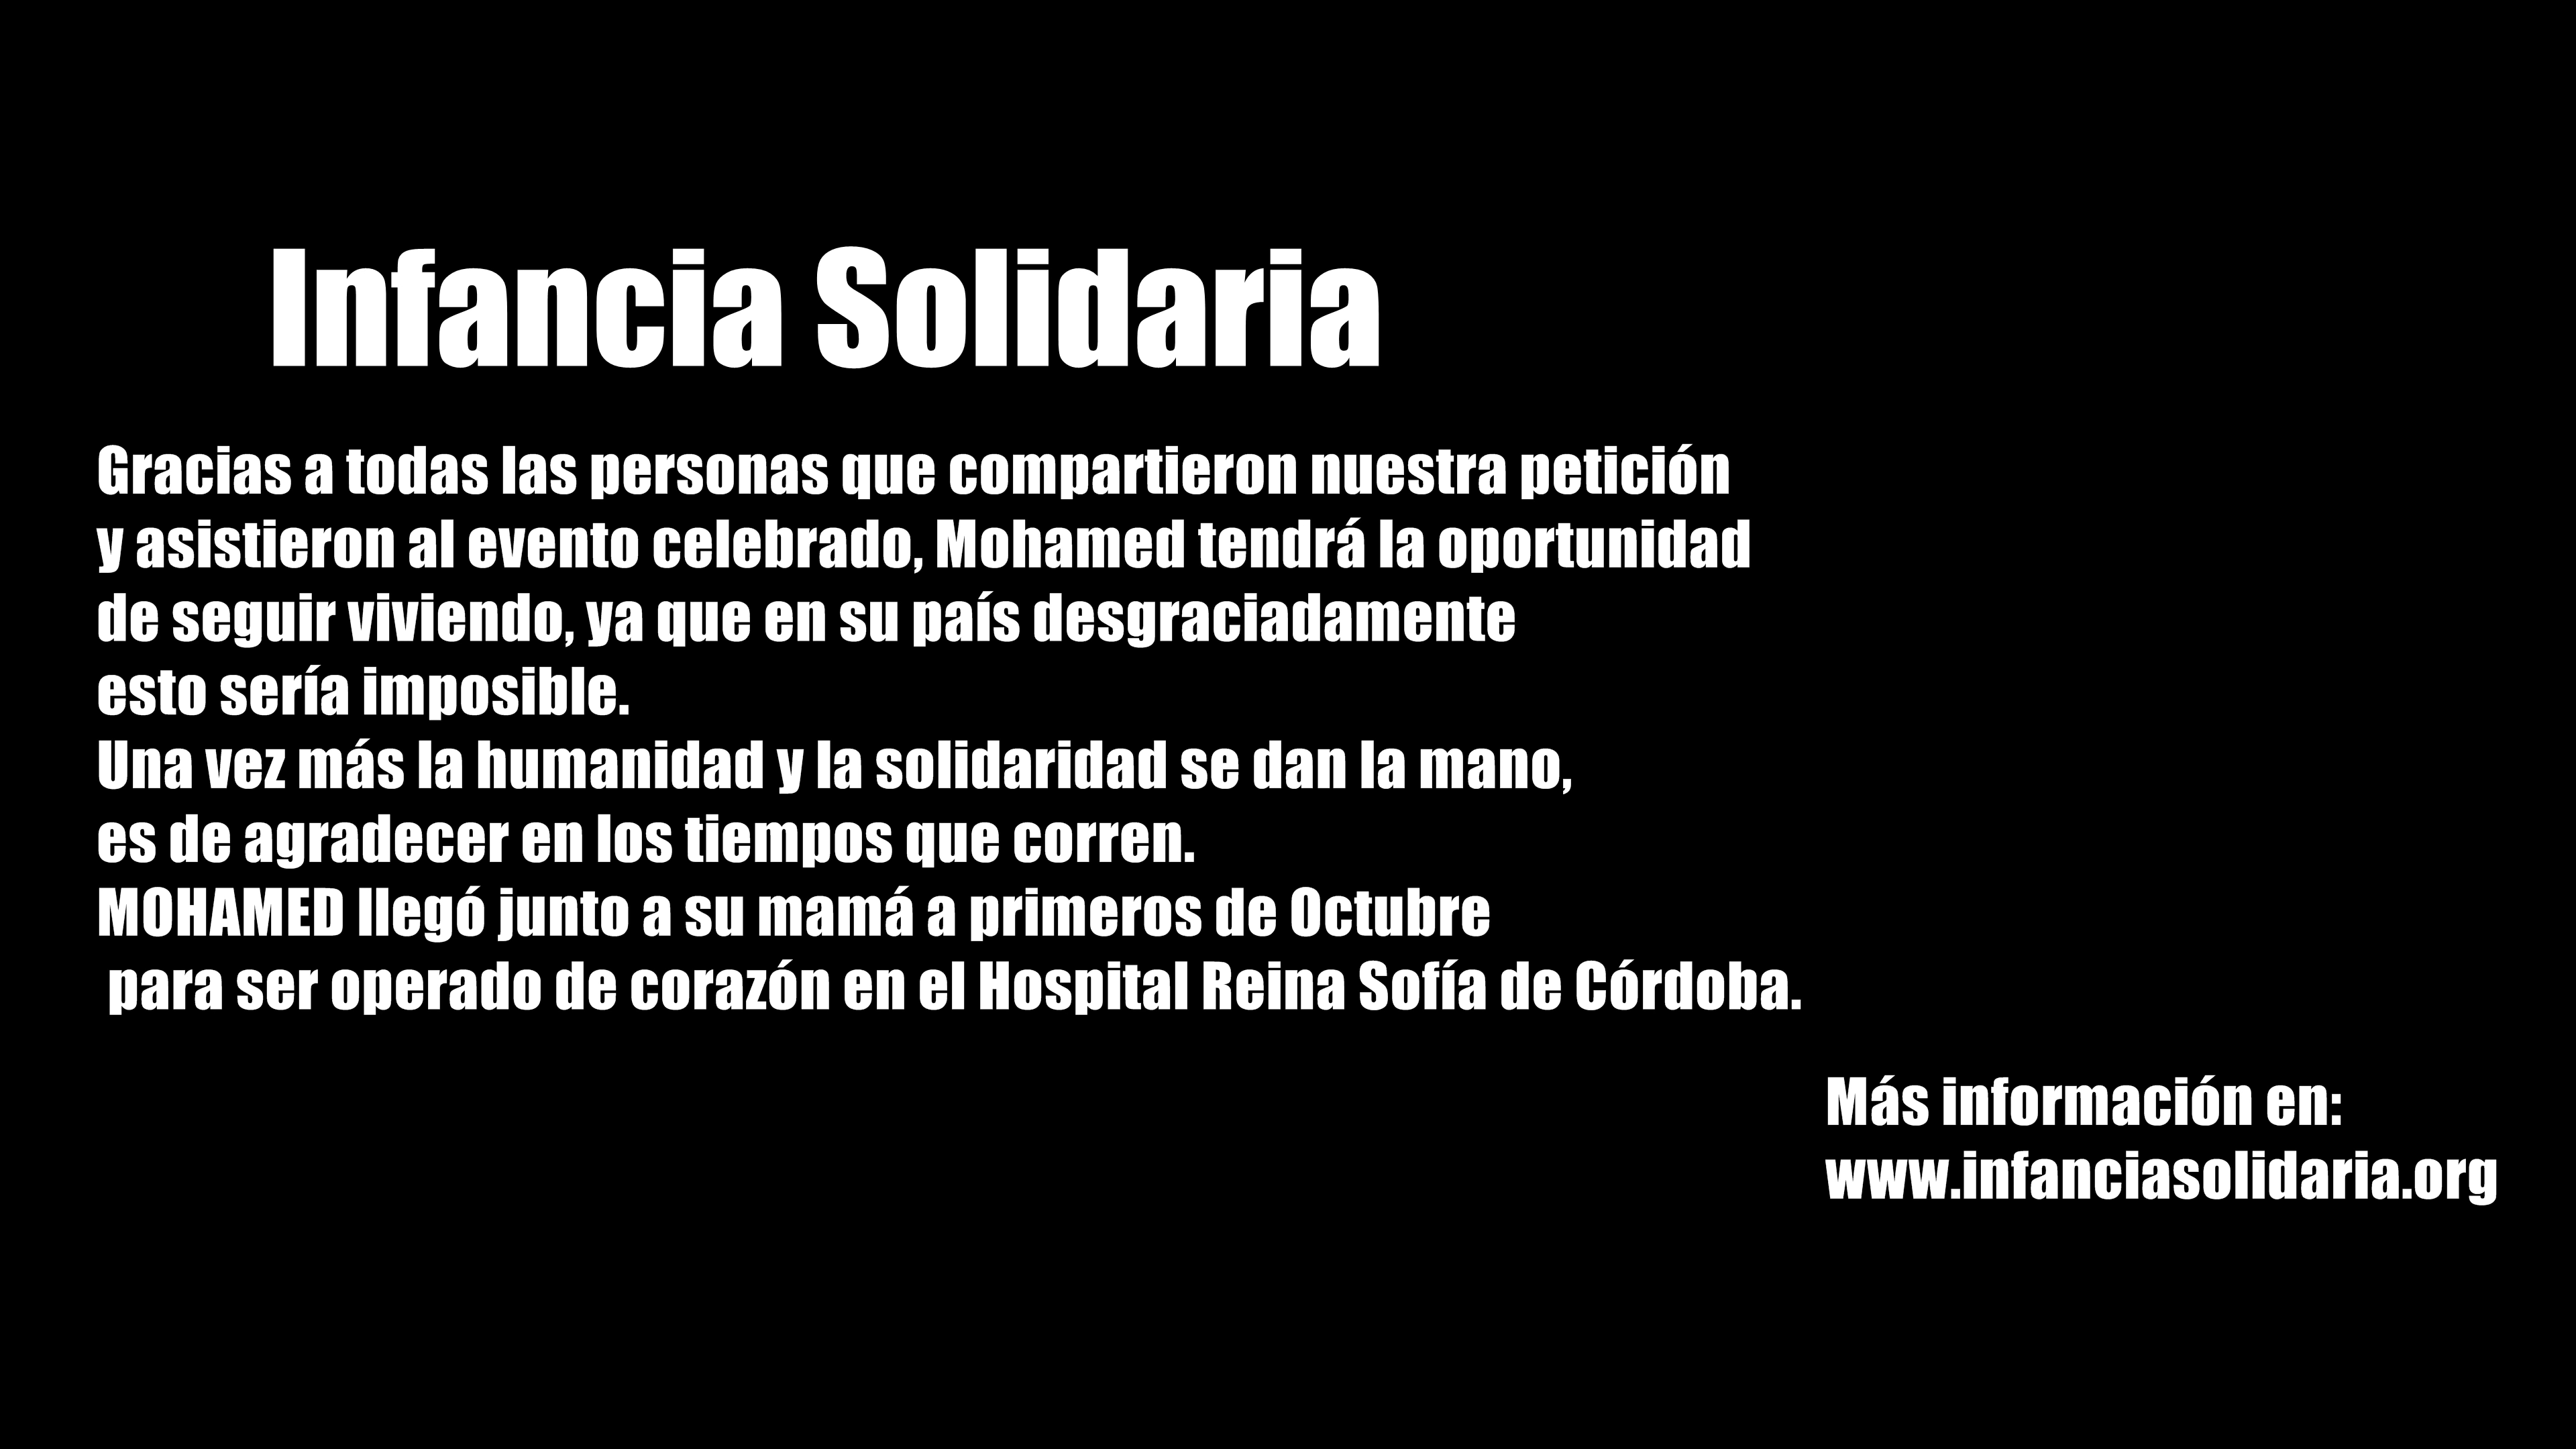 Infancia Solidaria
Gracias a todas las personas que compartieron nuestra petición
y asistieron al evento celebrado, Mohamed tendrá la oportunidad
de seguir viviendo, ya que en su país desgraciadamente
esto sería imposible.
Una vez más la humanidad y la solidaridad se dan la mano,
es de agradecer en los tiempos que corren.
MOHAMED llegó junto a su mamá a primeros de Octubre
para ser operado de corazón en el Hospital Reina Sofía de Córdoba.
Más información en:
www.infanciasolidaria.org